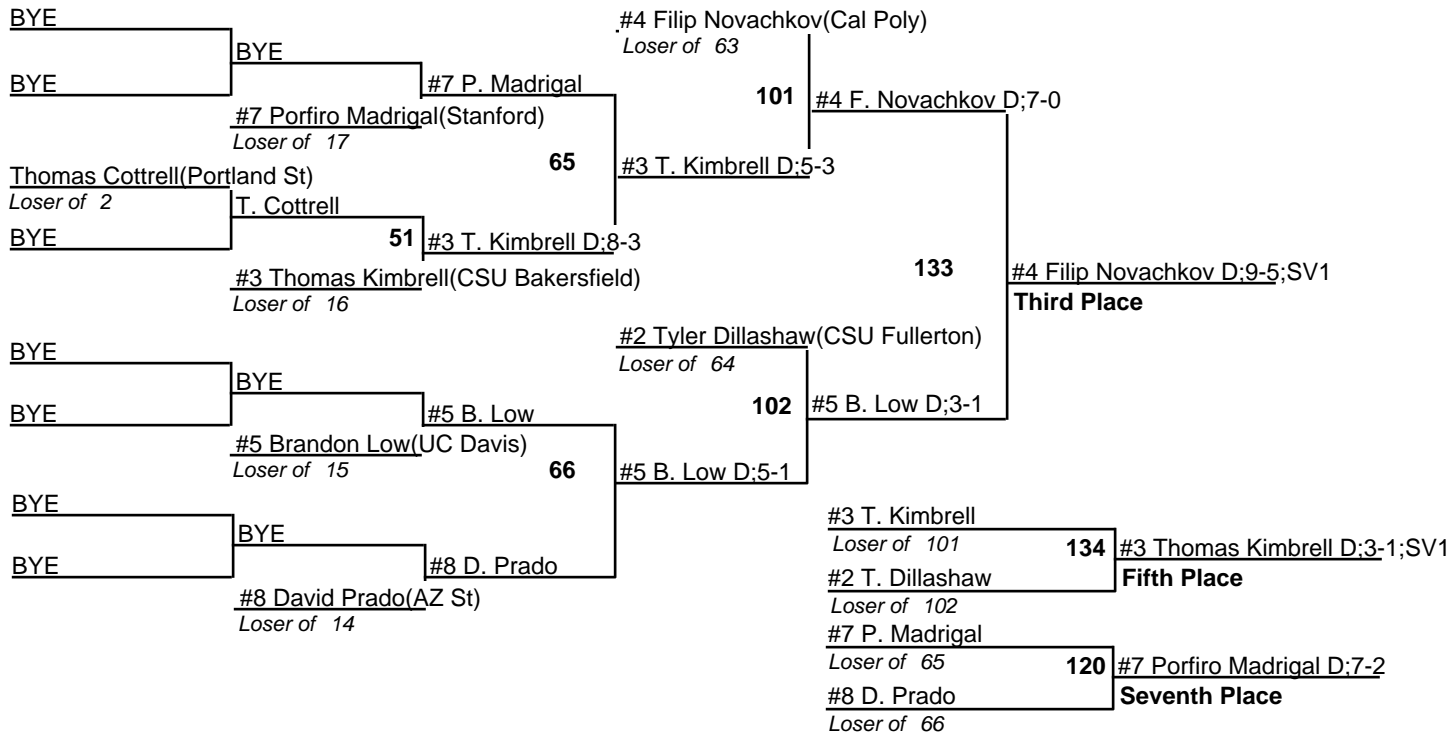 BYE
#4 Filip Novachkov(Cal Poly)
Loser of 63
BYE
BYE
#7 P. Madrigal
101
#4 F. Novachkov D;7-0
#7 Porfiro Madrigal(Stanford)
Loser of 17
65
#3 T. Kimbrell D;5-3
Thomas Cottrell(Portland St)
Loser of 2
T. Cottrell
BYE
51
#3 T. Kimbrell D;8-3
133
#4 Filip Novachkov D;9-5;SV1
Third Place
#3 Thomas Kimbrell(CSU Bakersfield)
Loser of 16
#2 Tyler Dillashaw(CSU Fullerton)
Loser of 64
BYE
BYE
BYE
#5 B. Low
102
#5 B. Low D;3-1
#5 Brandon Low(UC Davis)
Loser of 15
66
#5 B. Low D;5-1
BYE
BYE
BYE
#8 D. Prado
#8 David Prado(AZ St)
Loser of 14
#3 T. Kimbrell
Loser of 101
134
#3 Thomas Kimbrell D;3-1;SV1
Fifth Place
#2 T. Dillashaw
Loser of 102
#7 P. Madrigal
Loser of 65
120
#7 Porfiro Madrigal D;7-2
Seventh Place
#8 D. Prado
Loser of 66